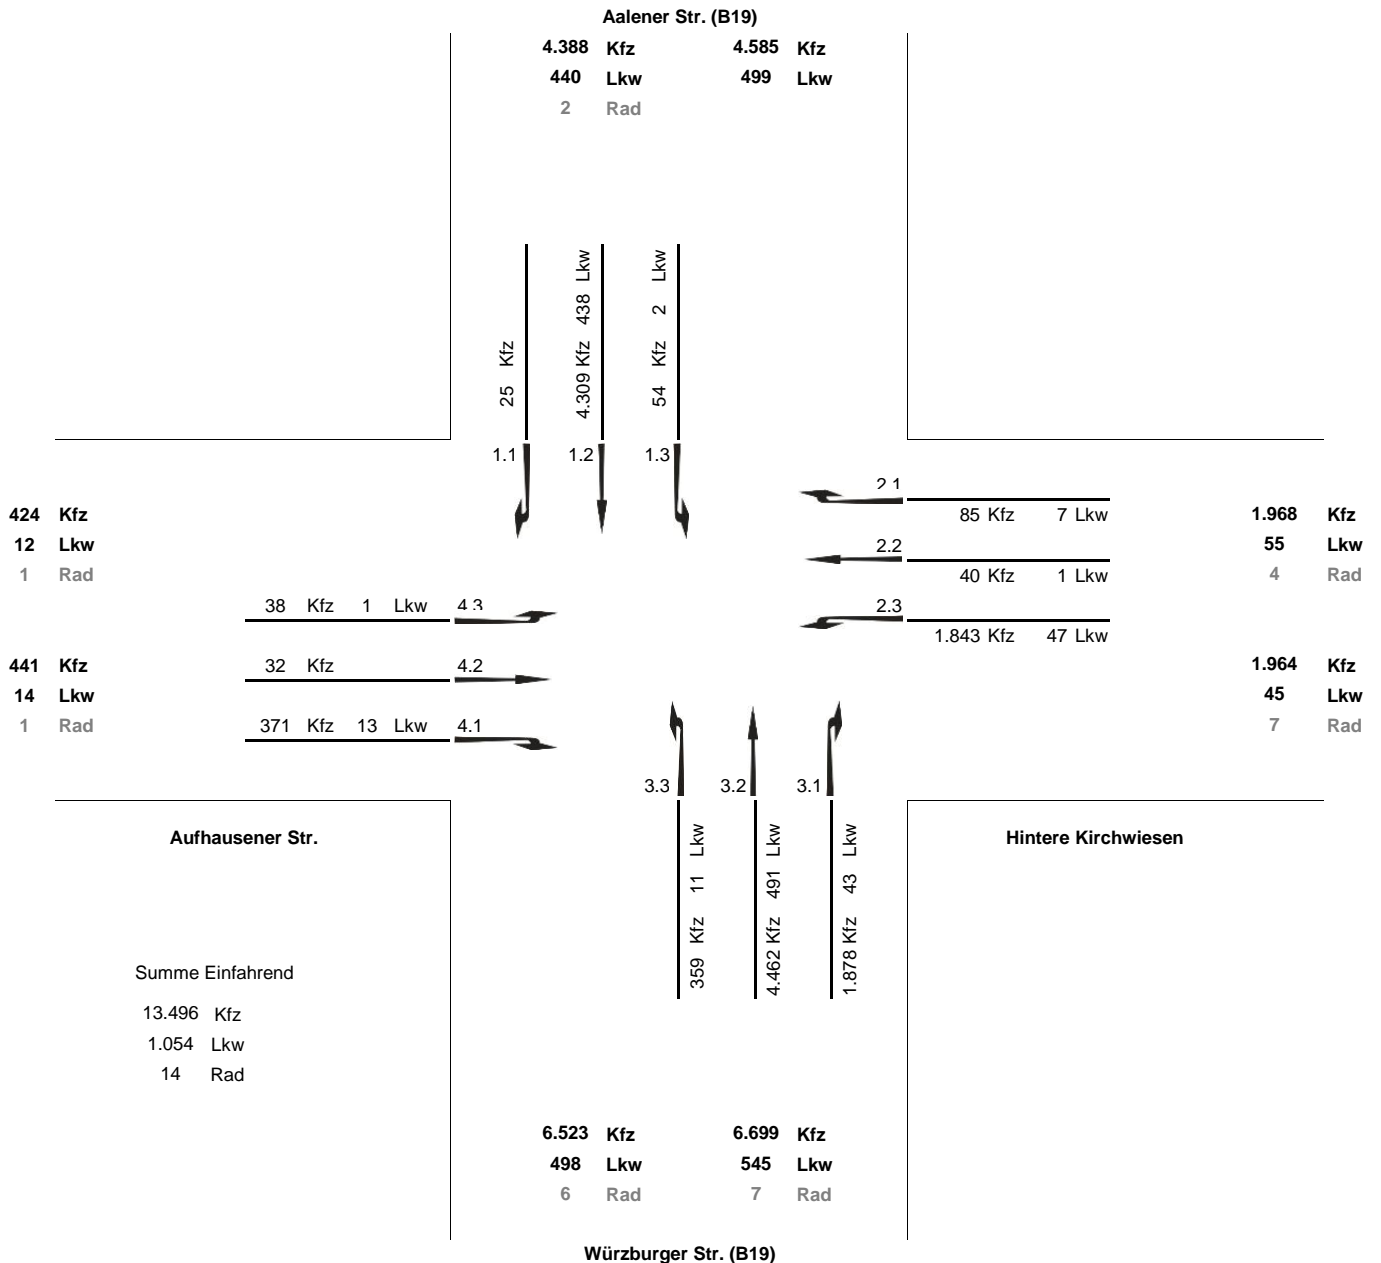 Aalener Str. (B19)
4.388 Kfz 4.585 Kfz
440 Lkw 499 Lkw
2 Rad
25 Kfz
4.309 Kfz 438 Lkw
54 Kfz 2 Lkw
1.1 1.2 1.3
2.1
85 Kfz 7 Lkw
2.2
40 Kfz 1 Lkw
2.3
1.843 Kfz 47 Lkw
424 Kfz
12 Lkw
1 Rad
1.968 Kfz
55 Lkw
4 Rad
38 Kfz 1 Lkw 4.3
32 Kfz 4.2
371 Kfz 13 Lkw 4.1
441 Kfz
14 Lkw
1 Rad
1.964 Kfz
45 Lkw
7 Rad
3.3 3.2 3.1
359 Kfz 11 Lkw
4.462 Kfz 491 Lkw
1.878 Kfz 43 Lkw
Aufhausener Str.
Hintere Kirchwiesen
Summe Einfahrend
13.496 Kfz
1.054 Lkw
14 Rad
6.523 Kfz 6.699 Kfz
498 Lkw 545 Lkw
6 Rad 7 Rad
Würzburger Str. (B19)